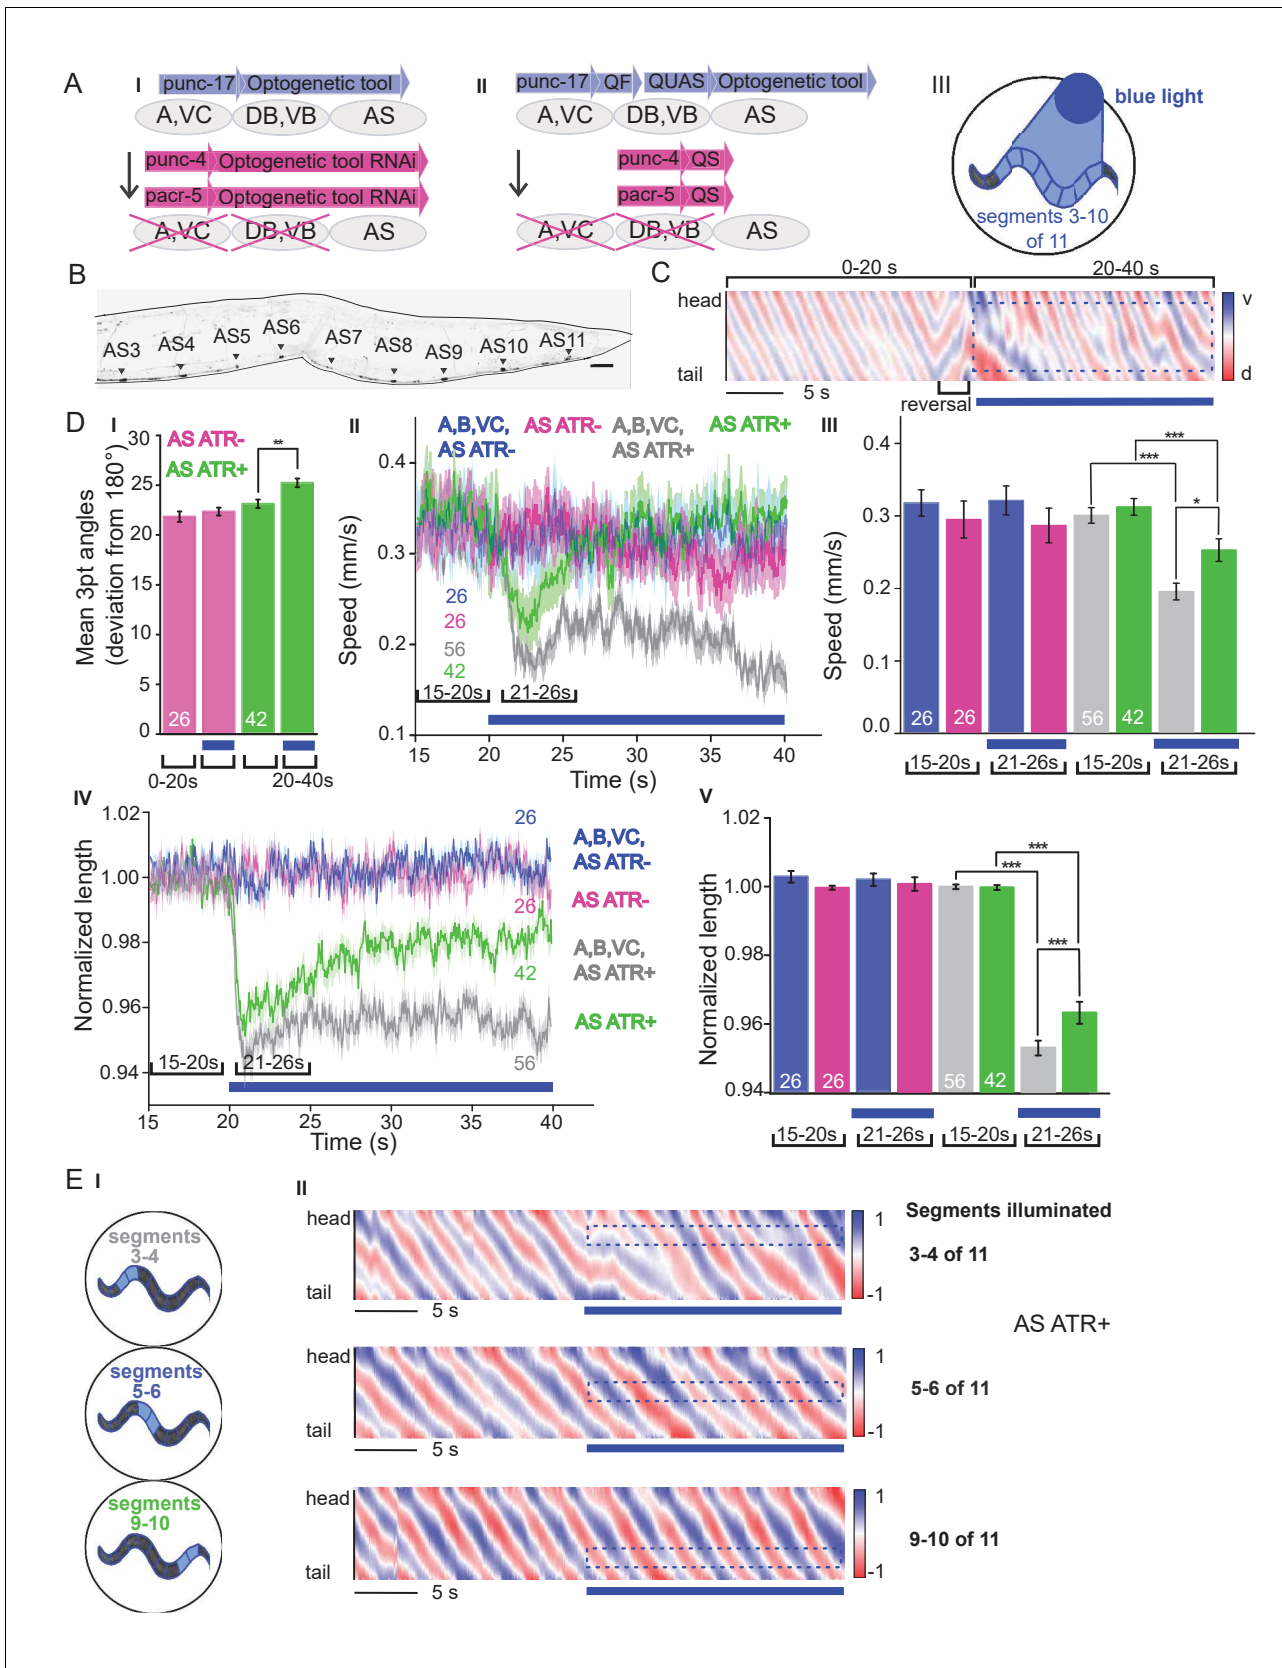 A
I
punc-17 Optogenetic tool
A,VC DB,VB AS
punc-4 Optogenetic tool RNAi
pacr-5 Optogenetic tool RNAi
A,VC DB,VB AS
II
punc-17 QF QUAS Optogenetic tool
A,VC DB,VB AS
punc-4 QS
pacr-5 QS
A,VC DB,VB AS
III
blue light
segments 3-10
of 11
B
AS3 AS4 AS5 AS6 AS7 AS8 AS9 AS10 AS11
C
0-20 s 20-40 s
head
tail
v
d
5 s
reversal
D
I
AS ATR-
AS ATR+
**
Mean 3pt angles
(deviation from 180°)
30
25
20
15
10
5
0
26 42
0-20s 20-40s
II
A,B,VC,
AS ATR-
AS ATR-
A,B,VC,
AS ATR+
AS ATR+
Speed (mm/s)
0.4
0.3
0.2
0.1
26
26
56
42
15-20s 21-26s
15 20 25 30 35 40
Time (s)
III
Speed (mm/s)
0.4
0.3
0.2
0.1
0.0
***
***
*
26 26 56 42
15-20s 21-26s 15-20s 21-26s
IV
Normalized length
1.02
1.00
0.98
0.96
0.94
26
26
42
56
A,B,VC,
AS ATR-
AS ATR-
A,B,VC,
AS ATR+
AS ATR+
15-20s 21-26s
15 20 25 30 35 40
Time (s)
V
Normalized length
1.02
1.00
0.98
0.96
0.94
***
***
***
26 26 56 42
15-20s 21-26s 15-20s 21-26s
E
I
segments
3-4
segments
5-6
segments
9-10
II
head
tail
5 s
1
-1
Segments illuminated
3-4 of 11
AS ATR+
head
tail
5 s
1
-1
5-6 of 11
head
tail
5 s
1
-1
9-10 of 11